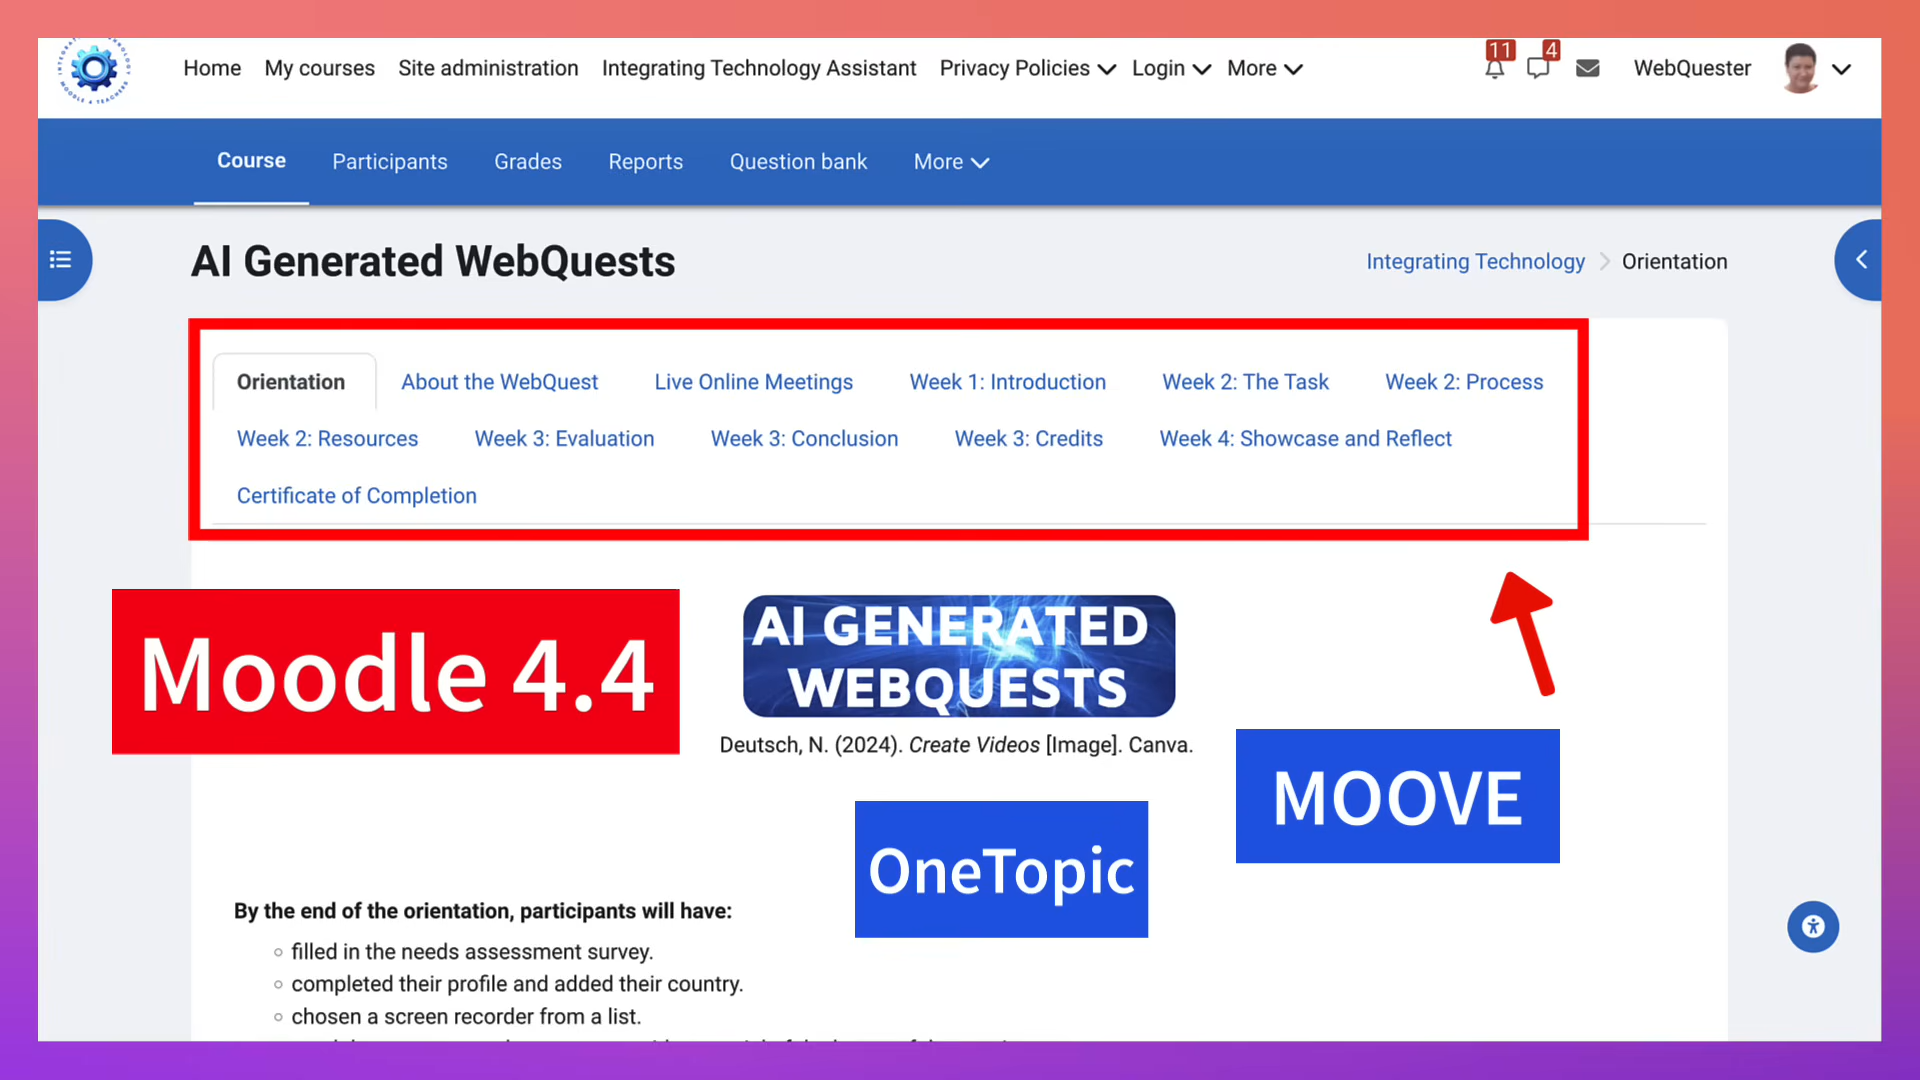 INTEGRATING TECHNOLOGY
MOODLE 4 TEACHERS
Home My courses Site administration Integrating Technology Assistant Privacy Policies Login More 11 4 WebQuester
Course Participants Grades Reports Question bank More
AI Generated WebQuests
Integrating Technology Orientation
Orientation About the WebQuest Live Online Meetings Week 1: Introduction Week 2: The Task Week 2: Process
Week 2: Resources Week 3: Evaluation Week 3: Conclusion Week 3: Credits Week 4: Showcase and Reflect
Certificate of Completion
Moodle 4.4
AI GENERATED
WEBQUESTS
Deutsch, N. (2024). Create Videos [Image]. Canva.
MOOVE
OneTopic
By the end of the orientation, participants will have:
filled in the needs assessment survey.
completed their profile and added their country.
chosen a screen recorder from a list.